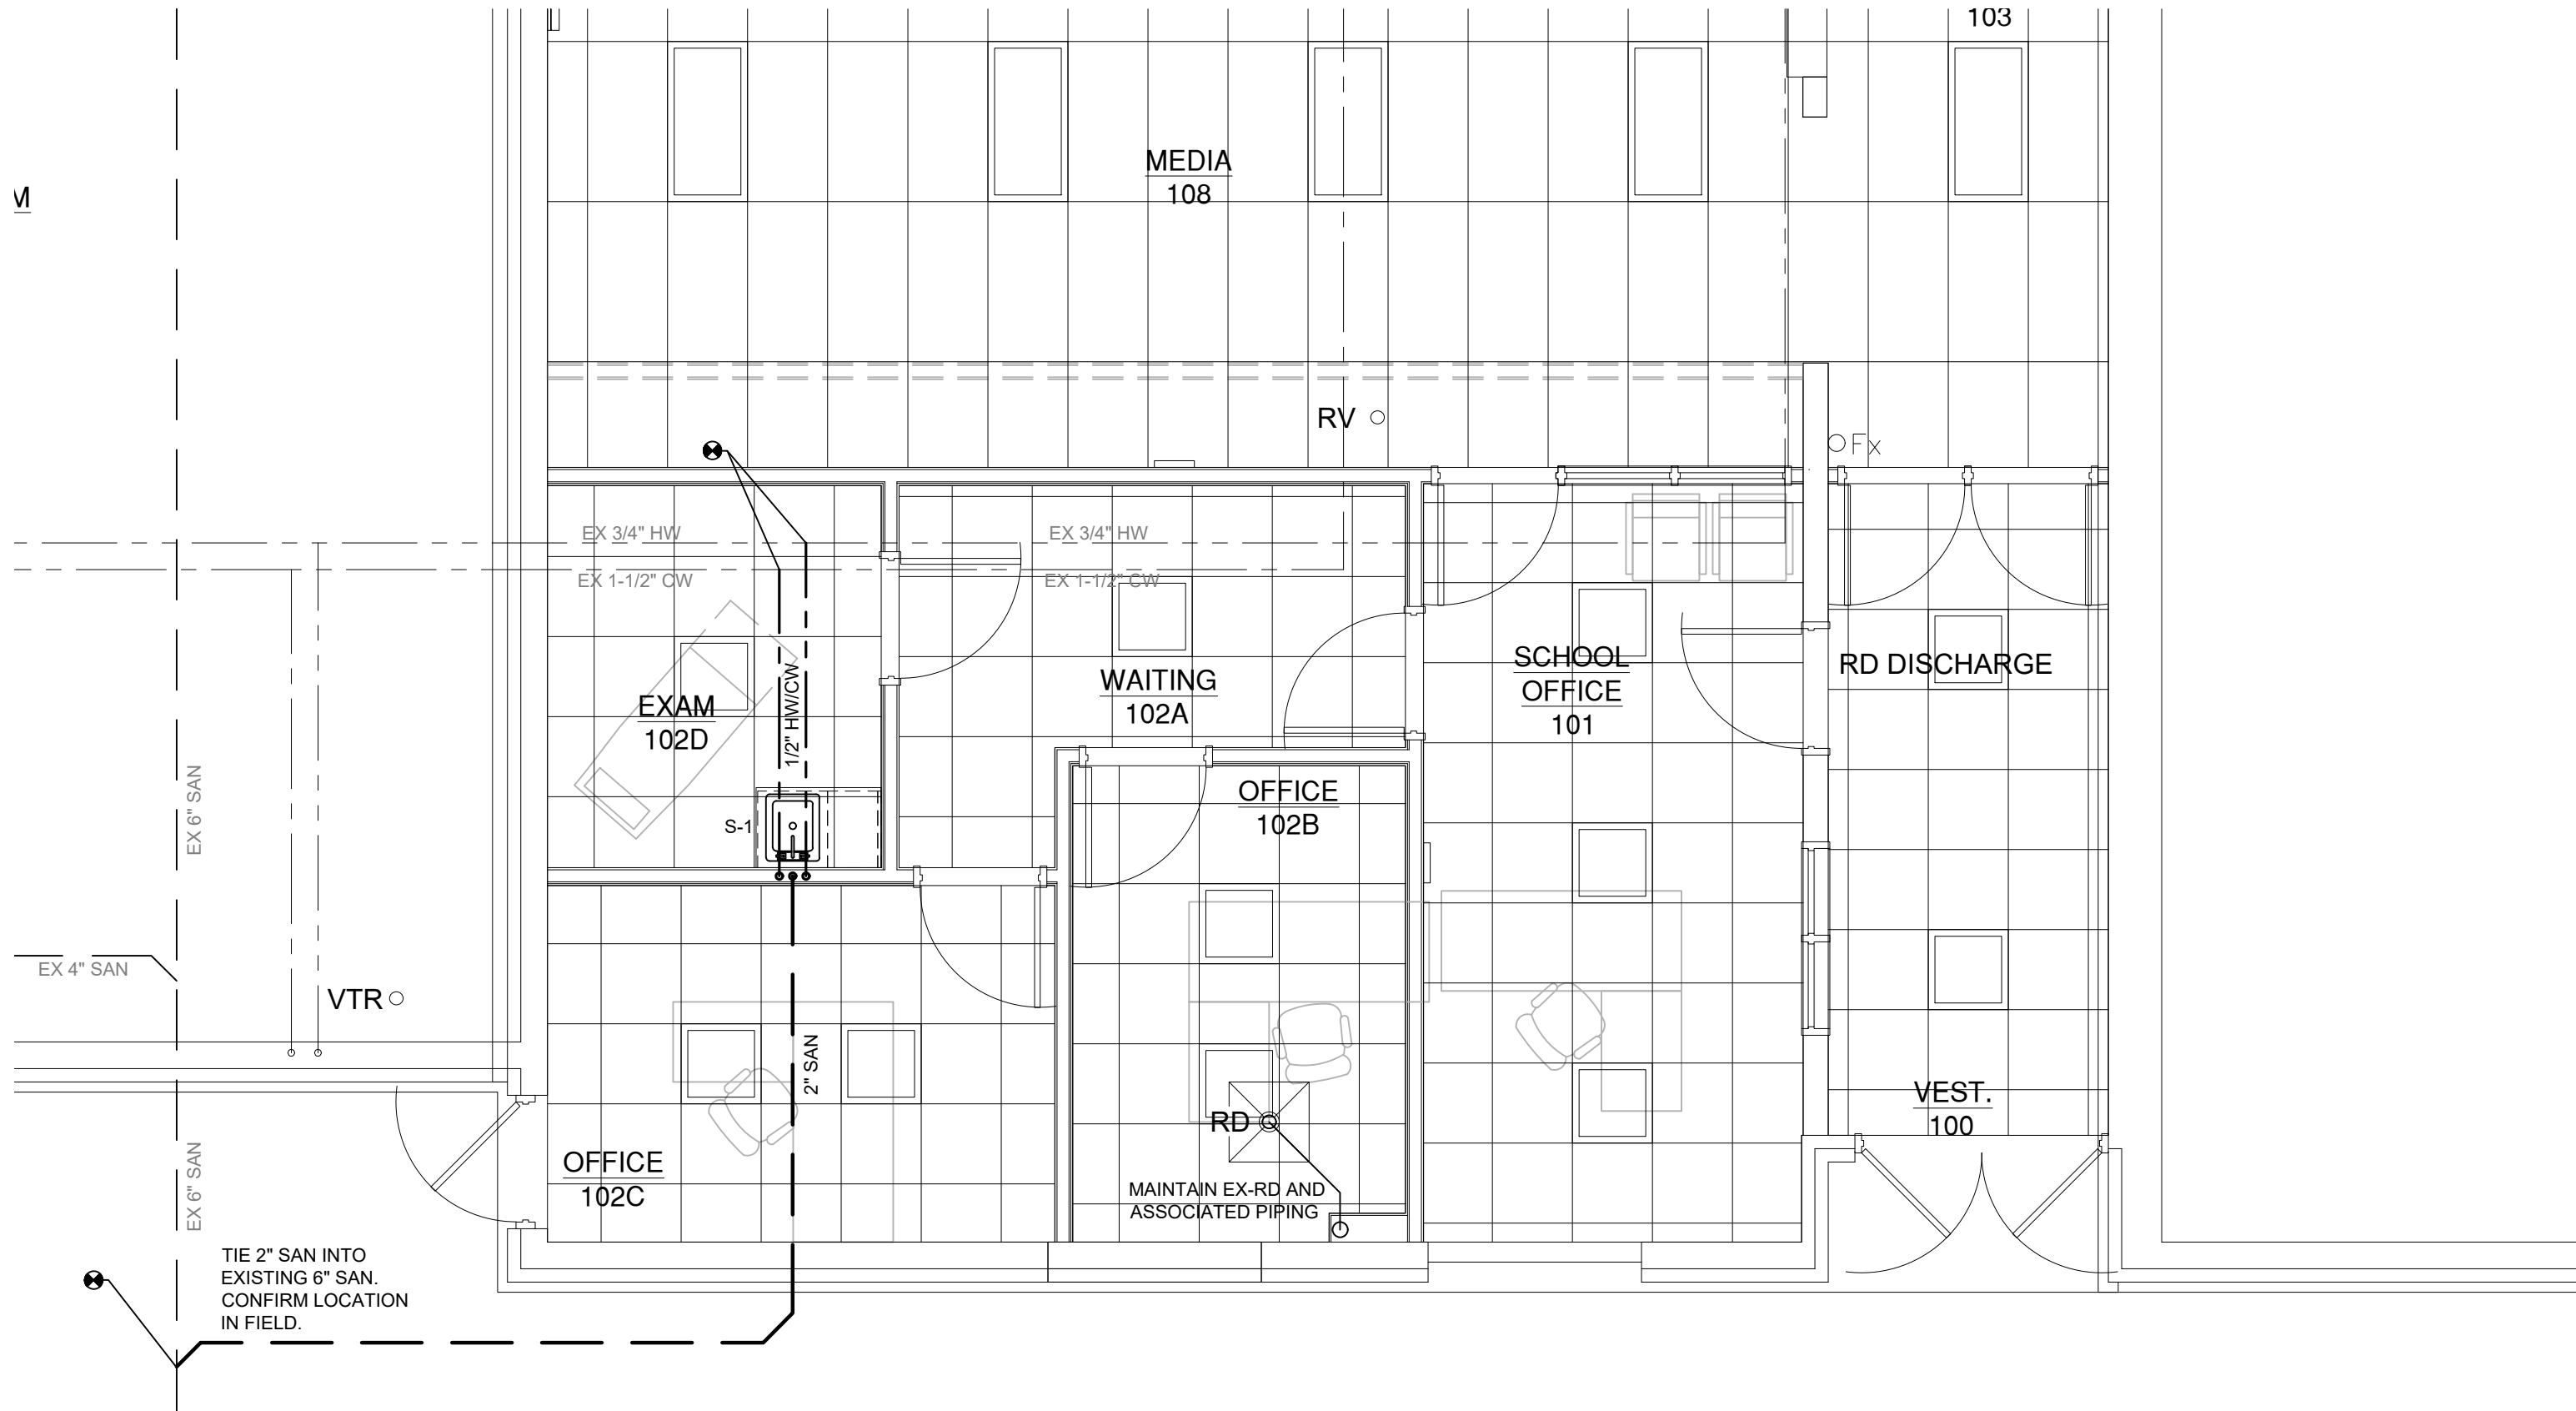 103
M
MEDIA
108
RV
Fx
EX 3/4" HW
EX 3/4" HW
EX 1-1/2" CW
EX 1-1/2" CW
SCHOOL
OFFICE
101
RD DISCHARGE
WAITING
102A
EXAM
102D
1/2" HW/CW
OFFICE
102B
S-1
EX 6" SAN
EX 4" SAN
VTR
2" SAN
VEST.
100
RD
OFFICE
102C
MAINTAIN EX-RD AND
ASSOCIATED PIPING
EX 6" SAN
TIE 2" SAN INTO
EXISTING 6" SAN.
CONFIRM LOCATION
IN FIELD.